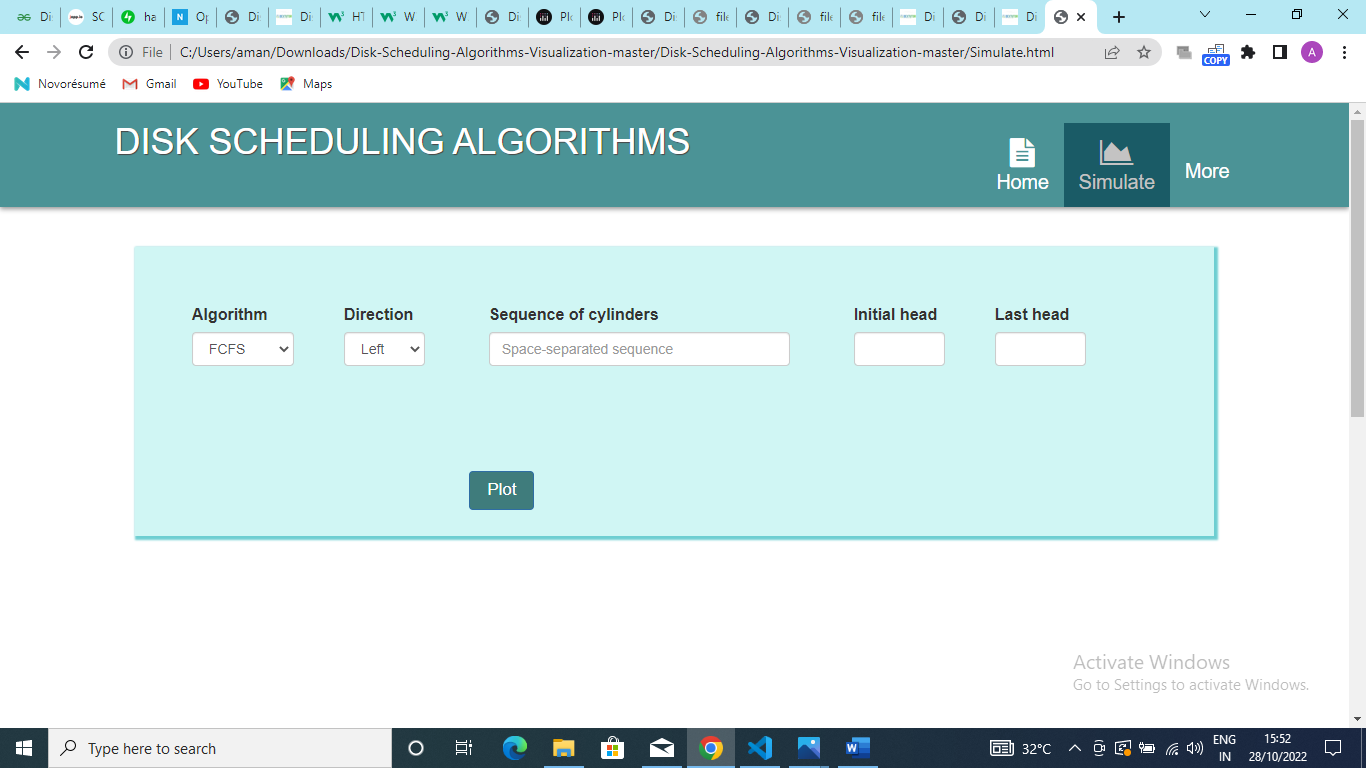 Di
SC
ha
Op
Di
Di
HT
W
W
Di
Plo
Plo
Di
file
Di
file
file
Di
Di
Di
File
C:/Users/aman/Downloads/Disk-Scheduling-Algorithms-Visualization-master/Disk-Scheduling-Algorithms-Visualization-master/Simulate.html
COPY
A
Novorésumé
Gmail
YouTube
Maps
DISK SCHEDULING ALGORITHMS
Home
Simulate
More
Algorithm
Direction
Sequence of cylinders
Initial head
Last head
FCFS
Left
Space-separated sequence
Plot
Activate Windows
Go to Settings to activate Windows.
Type here to search
32°C
ENG
IN
15:52
28/10/2022